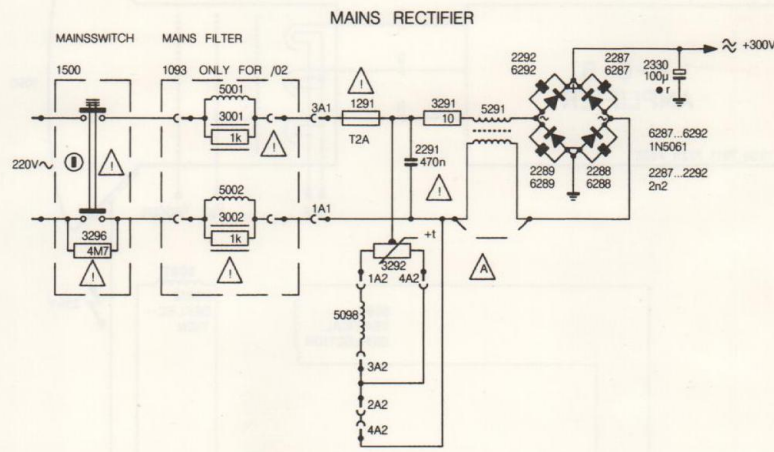 MAINS RECTIFIER
MAINSSWITCH
MAINS FILTER
1500
1093 ONLY FOR /02
5001
3001
1k
!
3A1
!
1291
T2A
3291
10
5291
2291
470n
!
2292
6292
2287
6287
2330
100µ
r
+300V
220V~
!
5002
3002
1k
!
1A1
3296
4M7
!
2289
6289
2288
6288
6287...6292
1N5061
2287...2292
2n2
+t
3292
1A2
4A2
A
5098
3A2
2A2
4A2